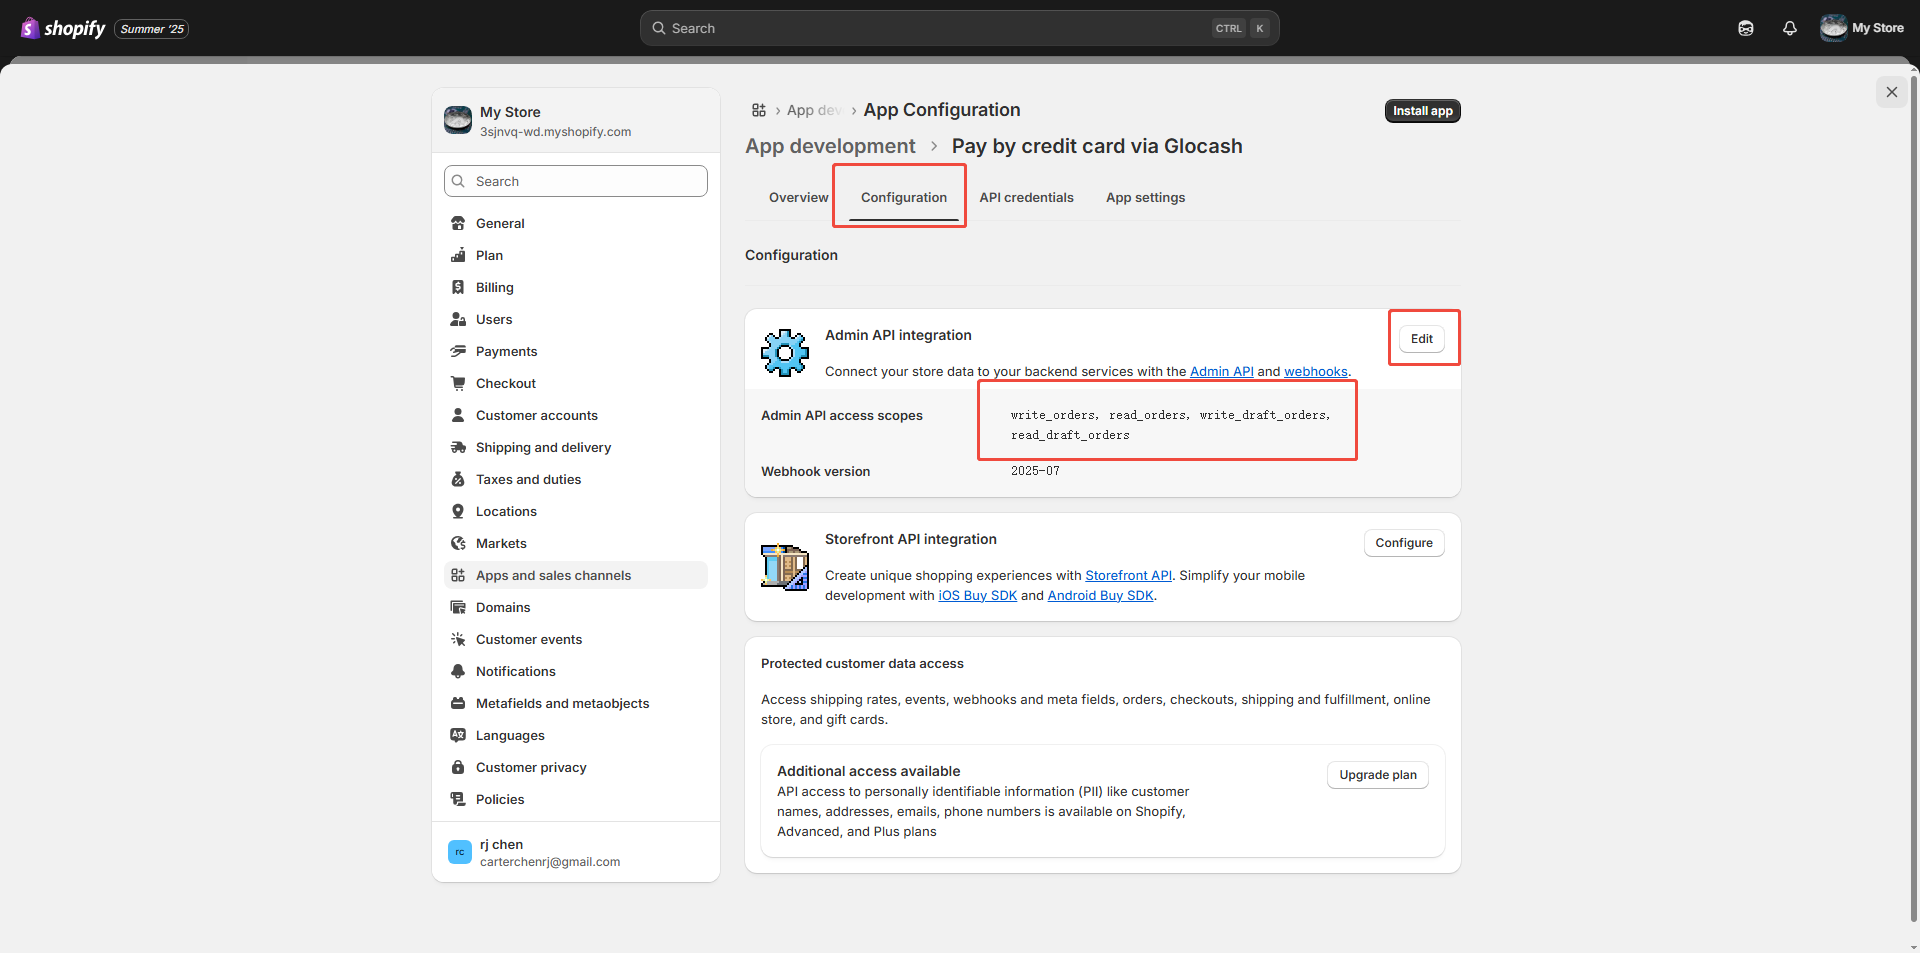 shopify Summer '25
Search CTRL K
My Store
My Store
3sjnvq-wd.myshopify.com
Search
General
Plan
Billing
Users
Payments
Checkout
Customer accounts
Shipping and delivery
Taxes and duties
Locations
Markets
Apps and sales channels
Domains
Customer events
Notifications
Metafields and metaobjects
Languages
Customer privacy
Policies
rc
rj chen
carterchenrj@gmail.com
App dev › App Configuration
Install app
App development › Pay by credit card via Glocash
Overview Configuration API credentials App settings
Configuration
Admin API integration
Edit
Connect your store data to your backend services with the Admin API and webhooks.
Admin API access scopes
write_orders, read_orders, write_draft_orders,
read_draft_orders
Webhook version 2025-07
Storefront API integration
Configure
Create unique shopping experiences with Storefront API. Simplify your mobile
development with iOS Buy SDK and Android Buy SDK.
Protected customer data access
Access shipping rates, events, webhooks and meta fields, orders, checkouts, shipping and fulfillment, online
store, and gift cards.
Additional access available
Upgrade plan
API access to personally identifiable information (PII) like customer
names, addresses, emails, phone numbers is available on Shopify,
Advanced, and Plus plans